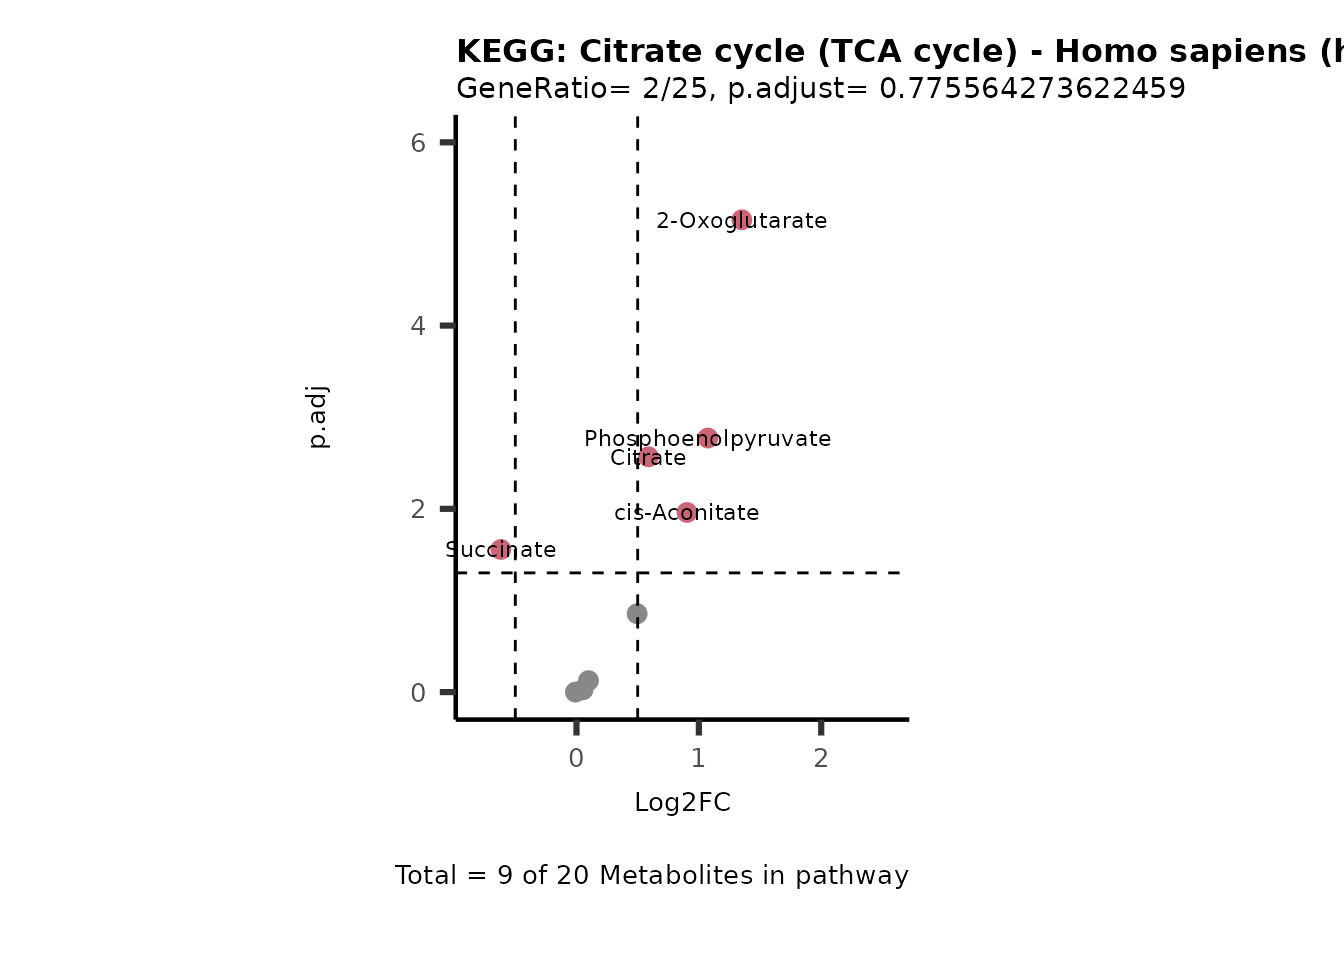 KEGG: Citrate cycle (TCA cycle) - Homo sapiens (h
GeneRatio= 2/25, p.adjust= 0.775564273622459
6
2-Oxoglutarate
4
p.adj
Phosphoenolpyruvate
Citrate
2
cis-Aconitate
Succinate
0
0 1 2
Log2FC
Total = 9 of 20 Metabolites in pathway